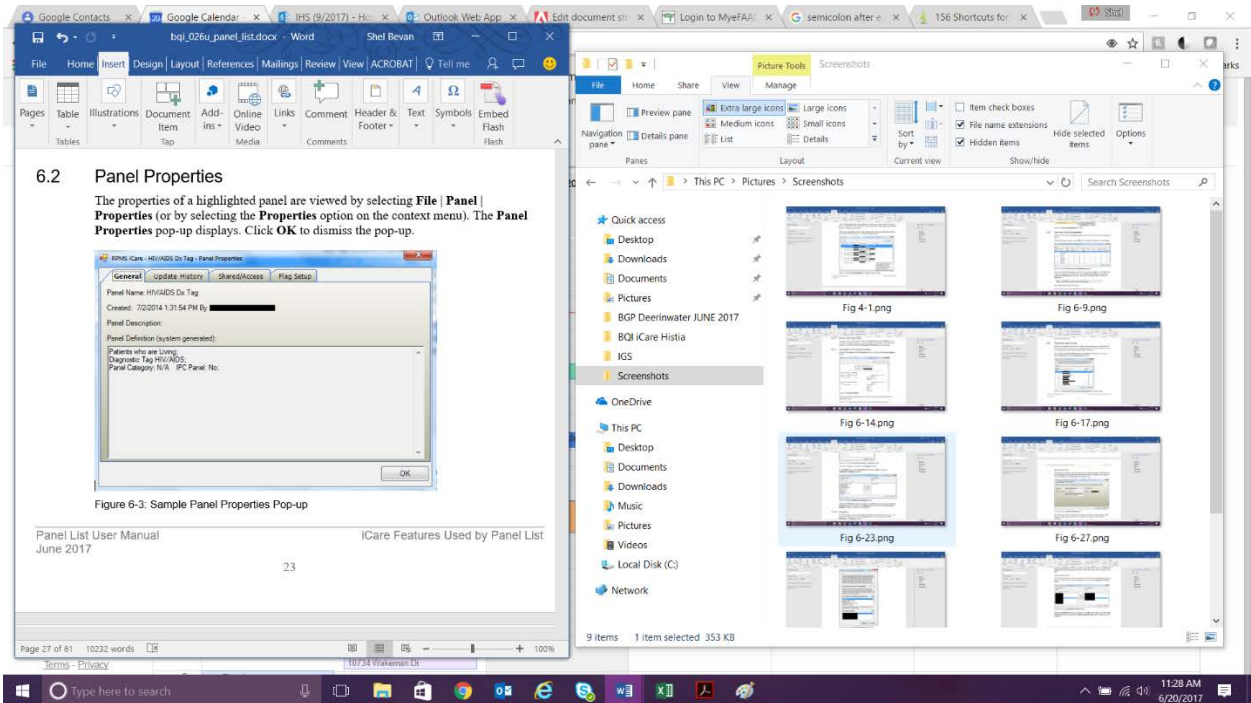 Google Contacts
Google Calendar
IHS (9/2017) - Ho
Outlook Web App
Edit document str
Login to MyeFAA
semicolon after e
156 Shortcuts for
Shel
bqi_026u_panel_list.docx - Word
Shel Bevan
File Home Insert Design Layout References Mailings Review View ACROBAT Tell me
Pages Table Illustrations Document Item Add-ins Online Video Links Comment Header & Footer Text Symbols Embed Flash
Tables Tap Media Comments Flash
6.2 Panel Properties
The properties of a highlighted panel are viewed by selecting File | Panel |
Properties (or by selecting the Properties option on the context menu). The Panel
Properties pop-up displays. Click OK to dismiss the pop-up.
RPMS iCare - HIV/AIDS Dx Tag - Panel Properties
General Update History Shared/Access Flag Setup
Panel Name: HIV/AIDS Dx Tag
Created: 7/2/2014 1:31:54 PM By
Panel Description:
Panel Definition (system generated):
Patients who are Living;
Diagnostic Tag HIV/AIDS;
Panel Category: N/A IPC Panel: No;
OK
Figure 6-3: Sample Panel Properties Pop-up
Panel List User Manual iCare Features Used by Panel List
June 2017
23
Page 27 of 61 10232 words 100%
Terms - Privacy
10734 Wakeman Dr.
Picture Tools Screenshots
File Home Share View Manage
Navigation pane
Preview pane
Details pane
Extra large icons Large icons
Medium icons Small icons
List Details
Sort by
Item check boxes
File name extensions
Hidden items
Hide selected items
Options
Panes Layout Current view Show/hide
This PC > Pictures > Screenshots
Search Screenshots
Quick access
Desktop
Downloads
Documents
Pictures
BGP Deerinwater JUNE 2017
BQI iCare Histia
IGS
Screenshots
OneDrive
This PC
Desktop
Documents
Downloads
Music
Pictures
Videos
Local Disk (C:)
Network
Fig 4-1.png Fig 6-9.png
Fig 6-14.png Fig 6-17.png
Fig 6-23.png Fig 6-27.png
9 items 1 item selected 353 KB
arks
Type here to search
11:28 AM
6/20/2017